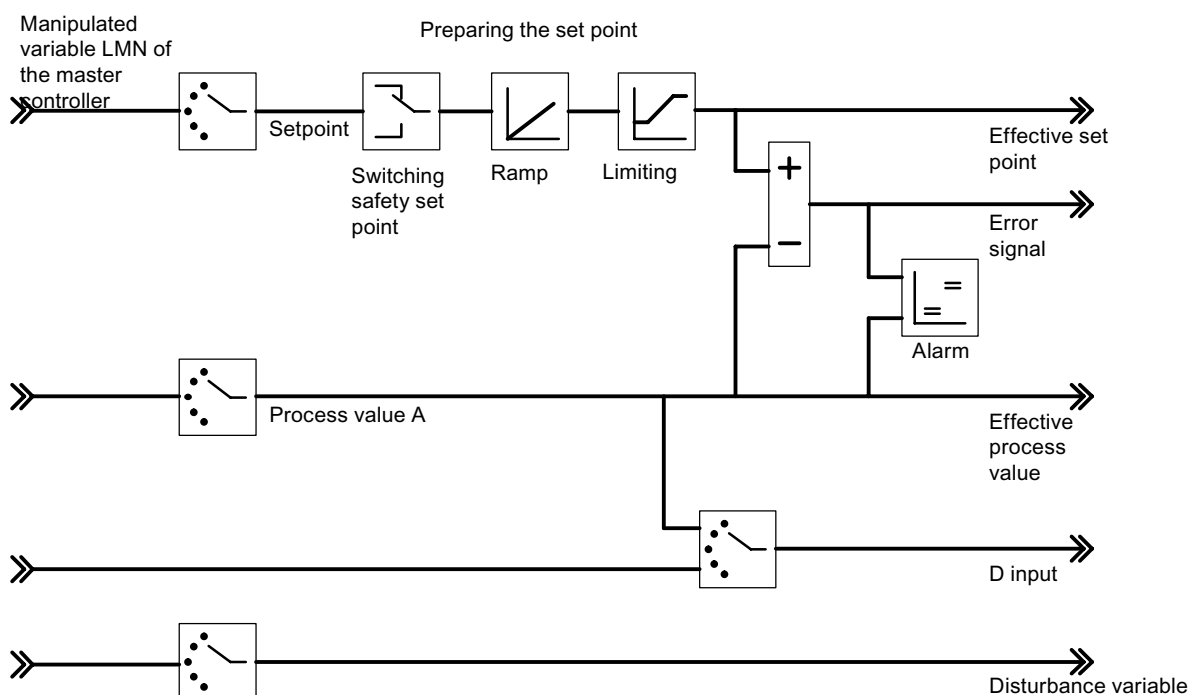 Manipulated
variable LMN of
the master
controller
Preparing the set point
Setpoint
Switching
safety set
point
Ramp
Limiting
Effective set
point
+
−
Error
signal
Alarm
Process value A
Effective
process
value
D input
Disturbance variable